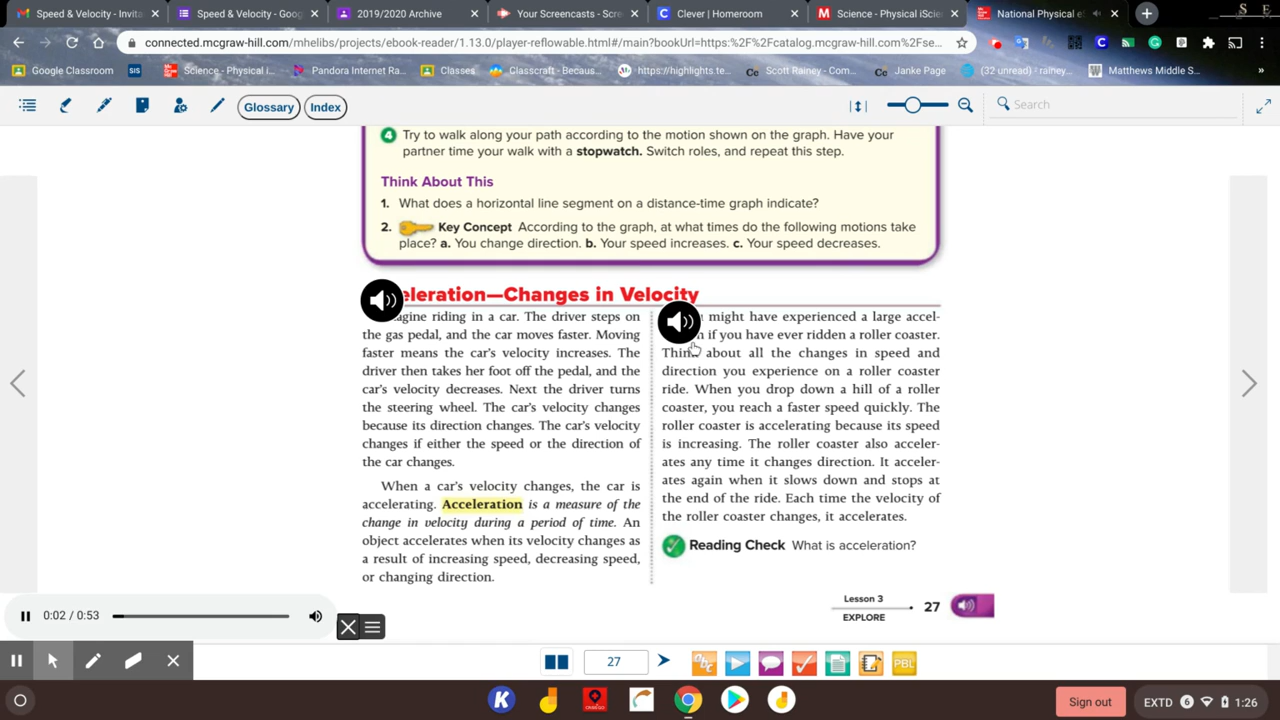 Speed & Velocity - Invita
Speed & Velocity - Goog
2019/2020 Archive
Your Screencasts - Scre
Clever | Homeroom
Science - Physical iScie
National Physical e
S E
connected.mcgraw-hill.com/mhelibs/projects/ebook-reader/1.13.0/player-reflowable.html#/main?bookUrl=https:%2F%2Fcatalog.mcgraw-hill.com%2Fse...
Google Classroom
SIS
Science - Physical i...
Pandora Internet Ra...
Classes
Classcraft - Becaus...
https://highlights.te...
Scott Rainey - Com...
Janke Page
(32 unread) - rainey...
Matthews Middle S...
»
Glossary
Index
Search
4 Try to walk along your path according to the motion shown on the graph. Have your
partner time your walk with a stopwatch. Switch roles, and repeat this step.
Think About This
1. What does a horizontal line segment on a distance-time graph indicate?
2. Key Concept According to the graph, at what times do the following motions take
place? a. You change direction. b. Your speed increases. c. Your speed decreases.
eleration—Changes in Velocity
agine riding in a car. The driver steps on
the gas pedal, and the car moves faster. Moving
faster means the car's velocity increases. The
driver then takes her foot off the pedal, and the
car's velocity decreases. Next the driver turns
the steering wheel. The car's velocity changes
because its direction changes. The car's velocity
changes if either the speed or the direction of
the car changes.
When a car's velocity changes, the car is
accelerating. Acceleration is a measure of the
change in velocity during a period of time. An
object accelerates when its velocity changes as
a result of increasing speed, decreasing speed,
or changing direction.
might have experienced a large accel-
if you have ever ridden a roller coaster.
Think about all the changes in speed and
direction you experience on a roller coaster
ride. When you drop down a hill of a roller
coaster, you reach a faster speed quickly. The
roller coaster is accelerating because its speed
is increasing. The roller coaster also acceler-
ates any time it changes direction. It acceler-
ates again when it slows down and stops at
the end of the ride. Each time the velocity of
the roller coaster changes, it accelerates.
Reading Check What is acceleration?
Lesson 3
EXPLORE
27
0:02 / 0:53
27
PBL
Sign out
EXTD 6 1:26